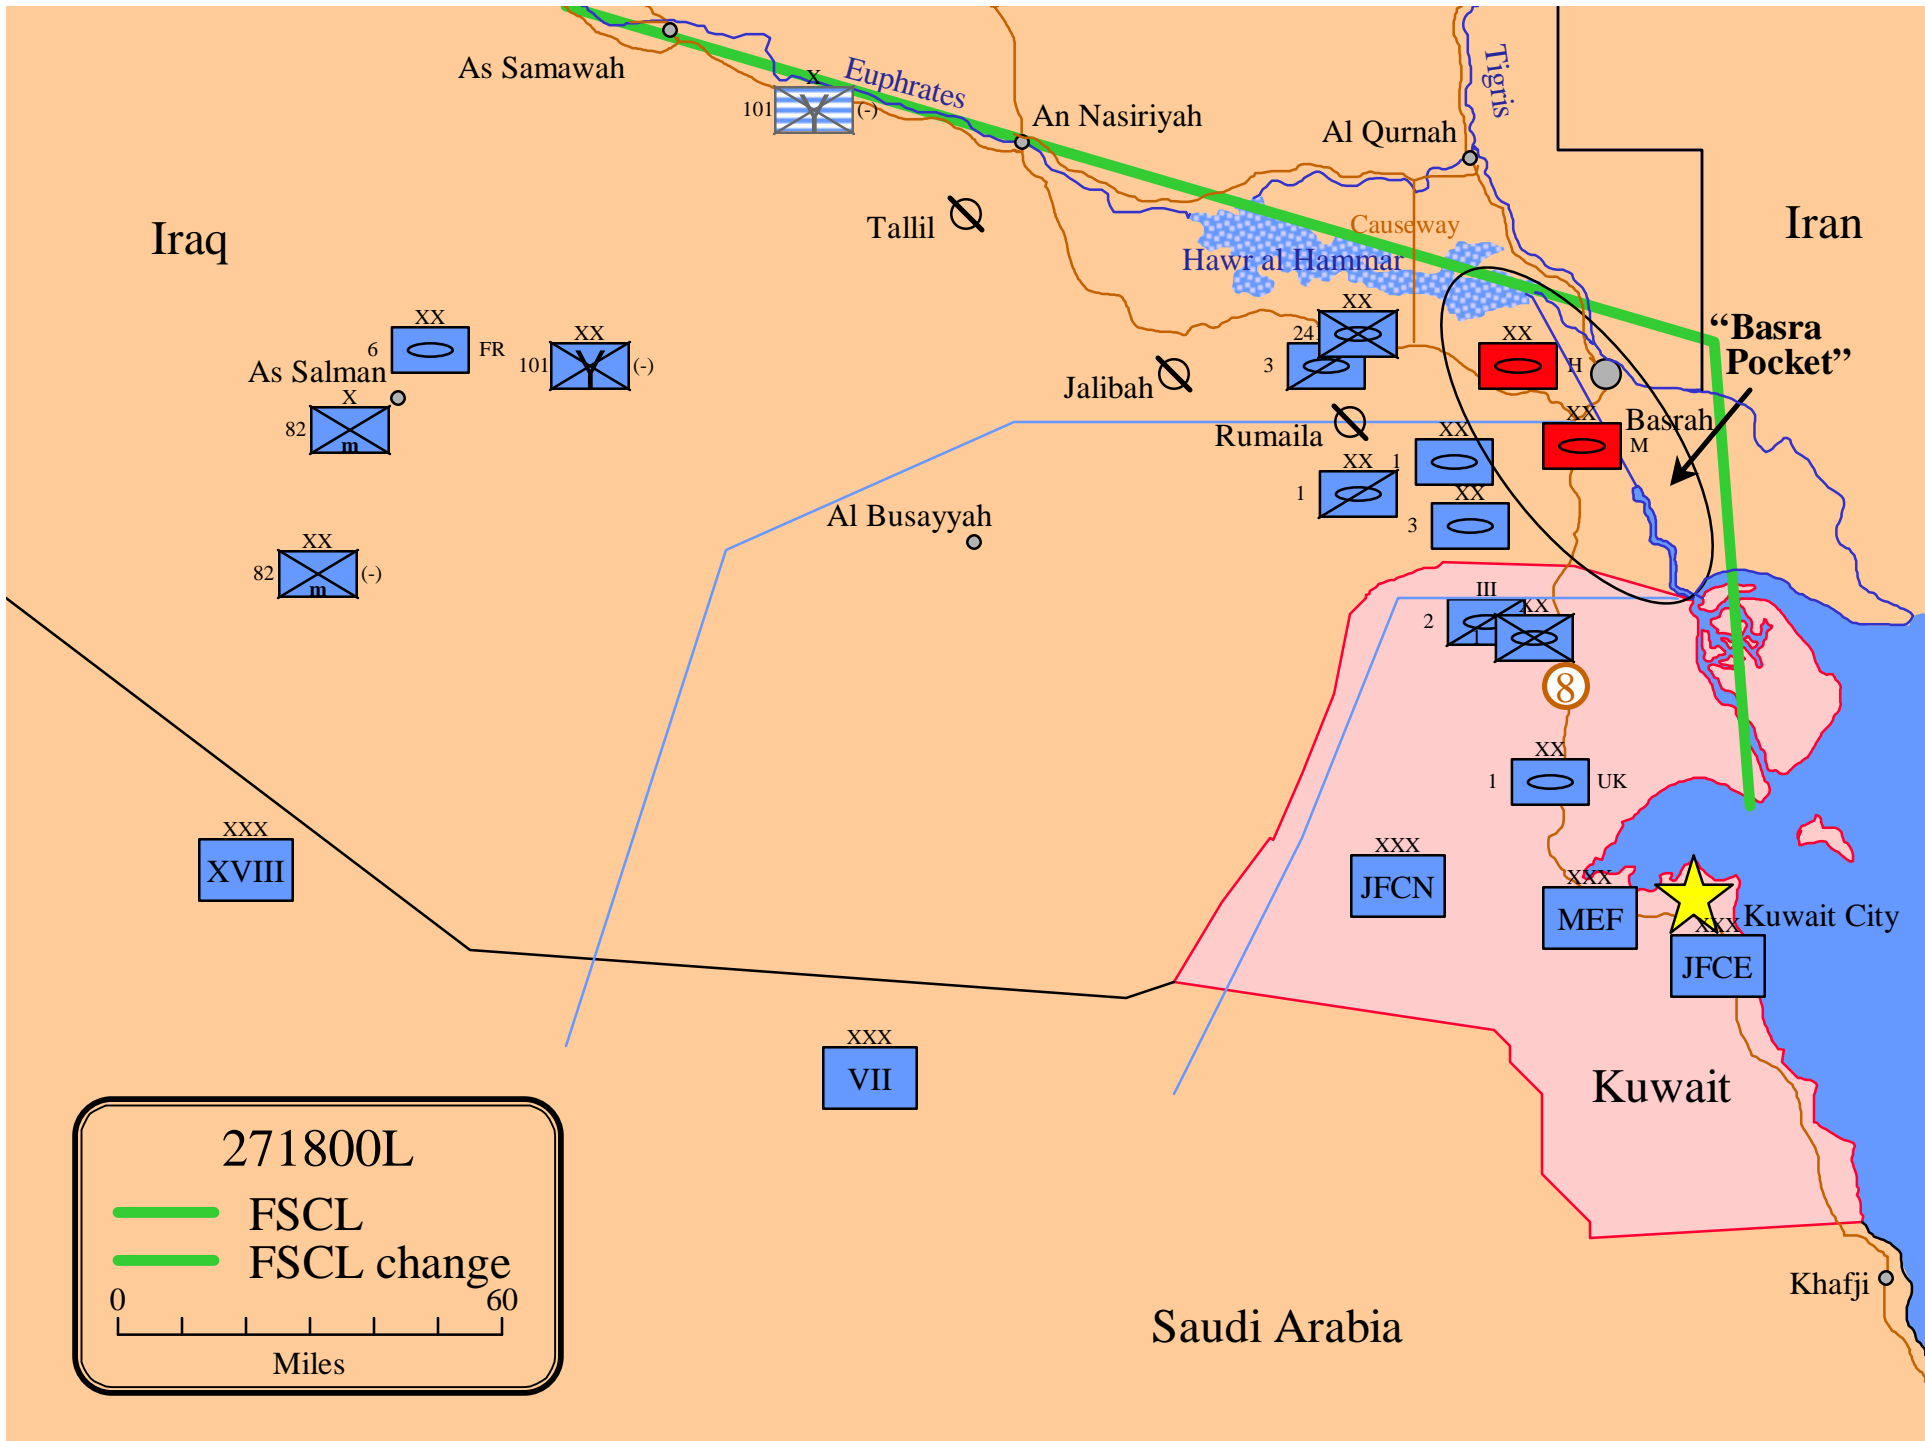 As Samawah
Euphrates
X
101
(-)
An Nasiriyah
Al Qurnah
Tigris
Tallil
Iraq
Causeway
Iran
Hawr al Hammar
XX
24
3
XX
6
FR
XX
101
(-)
As Salman
X
82
m
Jalibah
XX
H
“Basra
Pocket”
XX
M
Basrah
Rumaila
XX
1
XX
1
XX
3
Al Busayyah
XX
82
m
(-)
III
2
XX
8
XX
1
UK
XXX
XVIII
XXX
JFCN
XXX
MEF
XXX
JFCE
Kuwait City
XXX
VII
Kuwait
271800L
FSCL
FSCL change
0
60
Miles
Khafji
Saudi Arabia